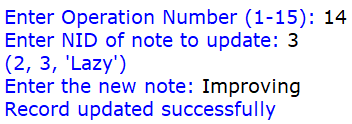 Enter Operation Number (1-15): 14
Enter NID of note to update: 3
(2, 3, 'Lazy')
Enter the new note: Improving
Record updated successfully